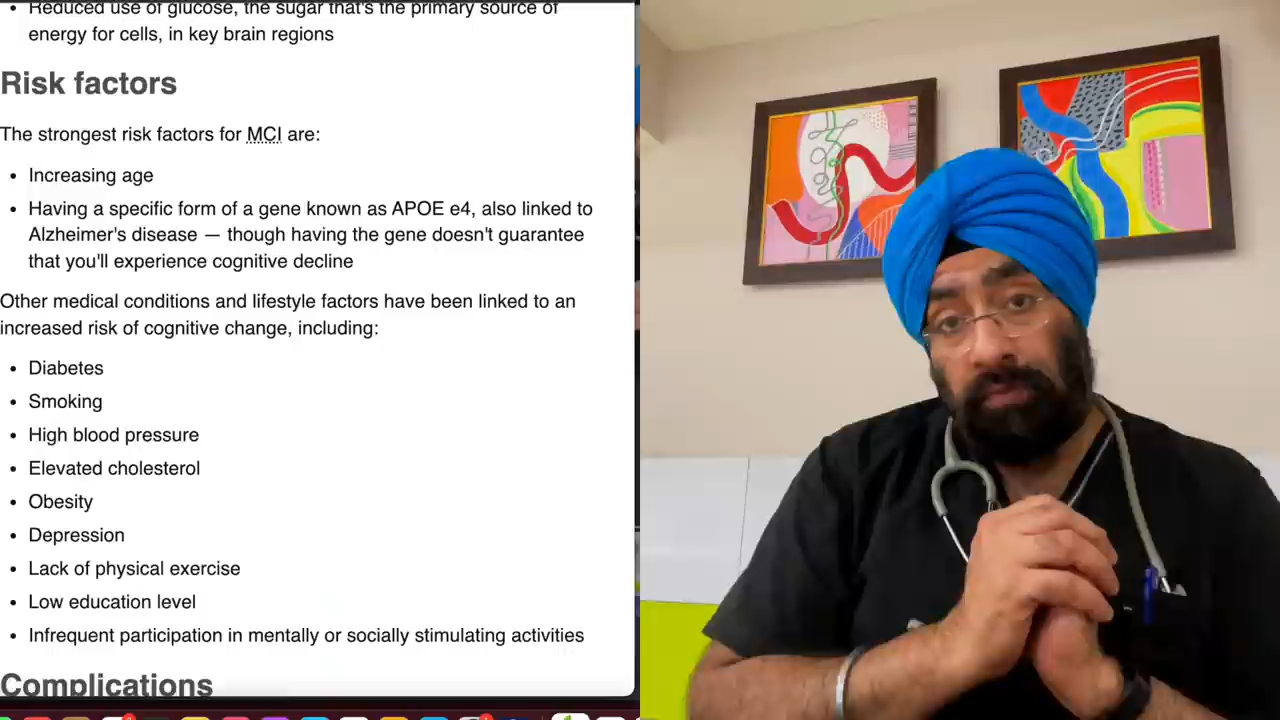 • Reduced use of glucose, the sugar that's the primary source of
energy for cells, in key brain regions
Risk factors
The strongest risk factors for MCI are:
• Increasing age
• Having a specific form of a gene known as APOE e4, also linked to
Alzheimer's disease — though having the gene doesn't guarantee
that you'll experience cognitive decline
Other medical conditions and lifestyle factors have been linked to an
increased risk of cognitive change, including:
• Diabetes
• Smoking
• High blood pressure
• Elevated cholesterol
• Obesity
• Depression
• Lack of physical exercise
• Low education level
• Infrequent participation in mentally or socially stimulating activities
Complications